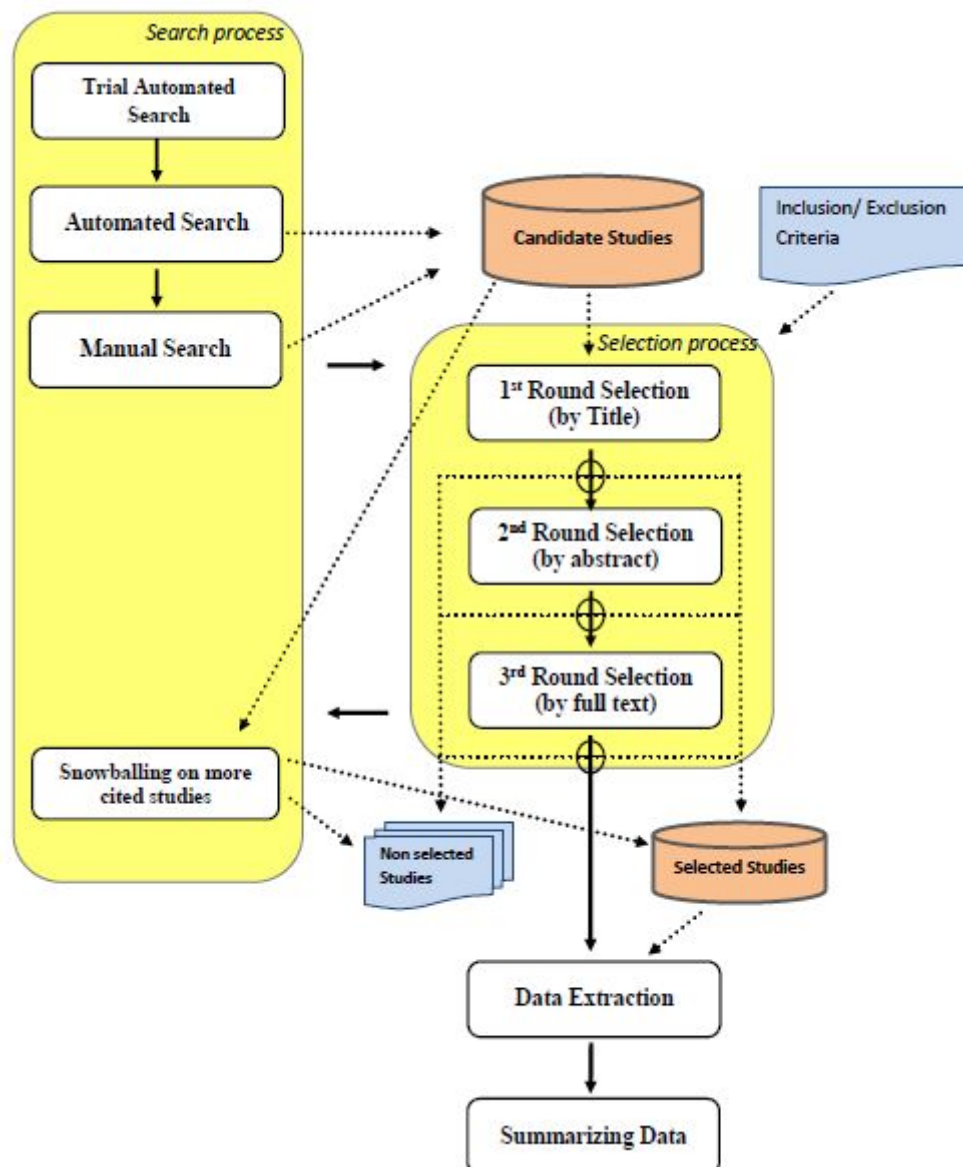 Search process
Trial Automated
Search
Automated Search
Manual Search
Candidate Studies
Inclusion/ Exclusion
Criteria
Selection process
1st Round Selection
(by Title)
2nd Round Selection
(by abstract)
3rd Round Selection
(by full text)
Snowballing on more
cited studies
Non selected
Studies
Selected Studies
Data Extraction
Summarizing Data